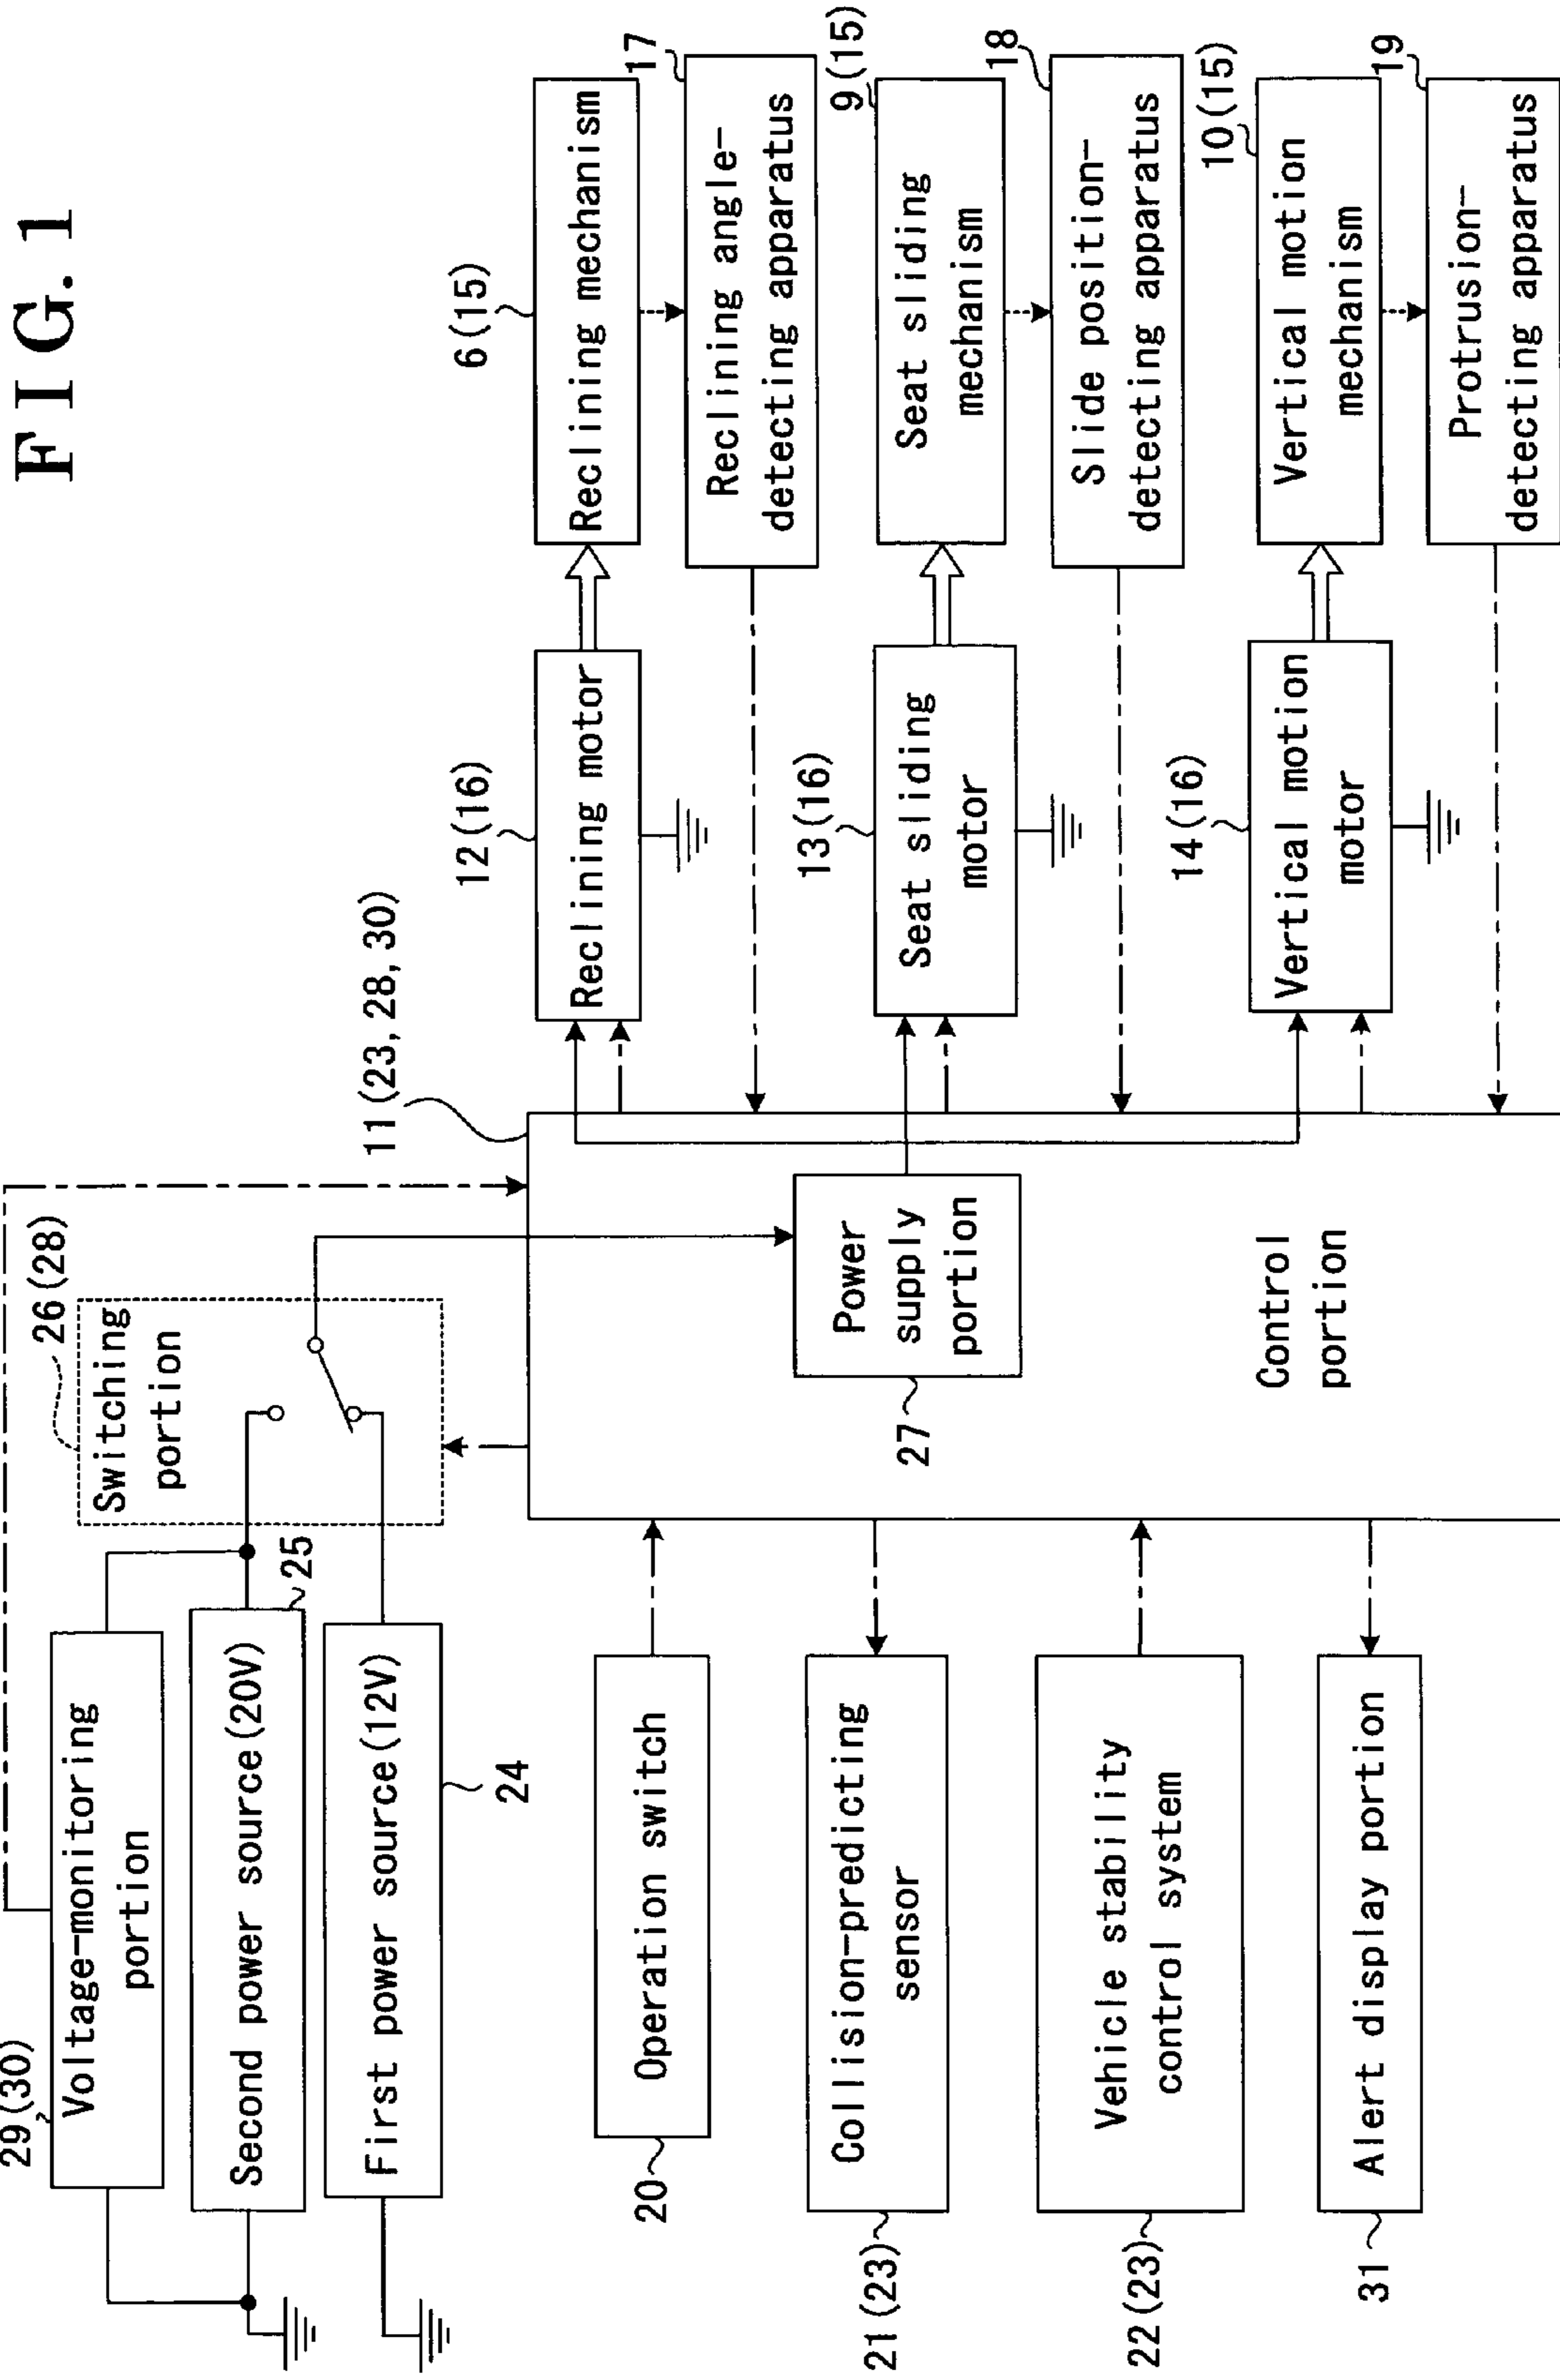 FIG. 1
29 (30)
Voltage-monitoring
portion
Second power source (20V)
25
First power source (12V)
24
26 (28)
Switching
portion
11 (23, 28, 30)
Power
supply
portion
27
Control
portion
20
Operation switch
21 (23)
Collision-predicting
sensor
22 (23)
Vehicle stability
control system
31
Alert display portion
12 (16)
Reclining motor
6 (15)
Reclining mechanism
17
Reclining angle-
detecting apparatus
13 (16)
Seat sliding
motor
9 (15)
Seat sliding
mechanism
18
Slide position-
detecting apparatus
14 (16)
Vertical motion
motor
10 (15)
Vertical motion
mechanism
19
Protrusion-
detecting apparatus